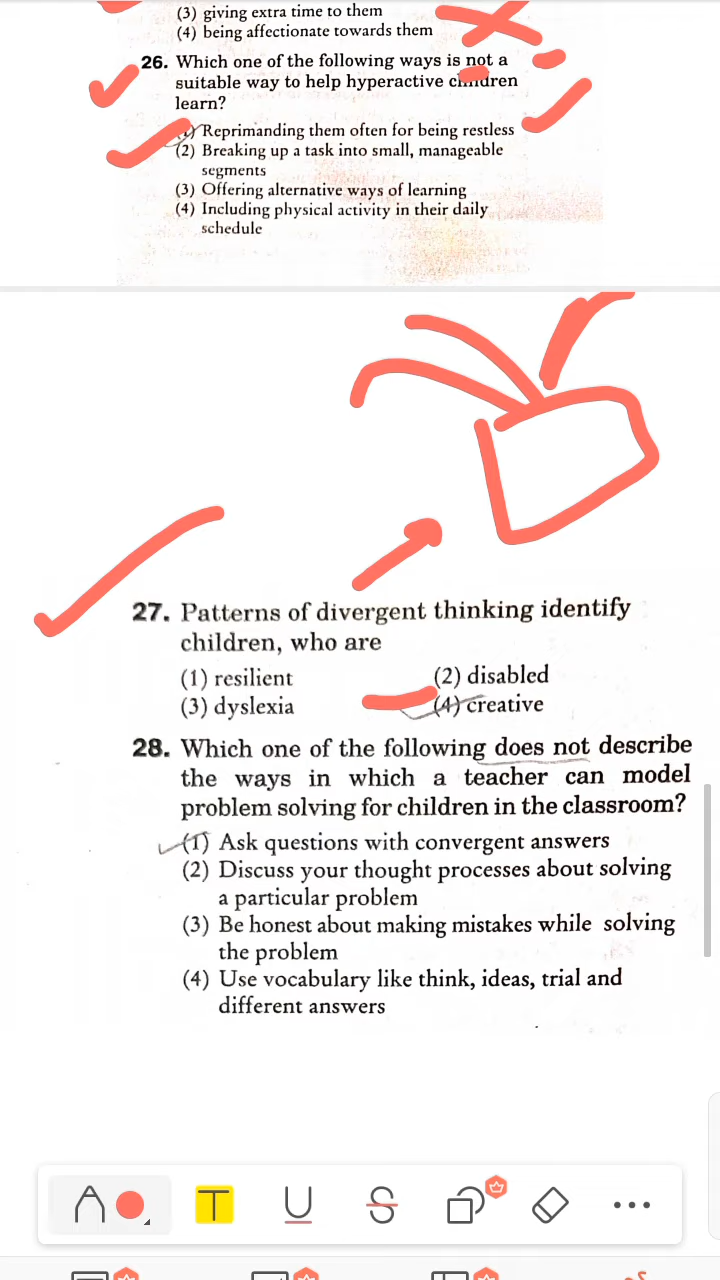 (3) giving extra time to them
(4) being affectionate towards them
26. Which one of the following ways is not a
suitable way to help hyperactive children
learn?
(1) Reprimanding them often for being restless
(2) Breaking up a task into small, manageable
segments
(3) Offering alternative ways of learning
(4) Including physical activity in their daily
schedule
27. Patterns of divergent thinking identify
children, who are
(1) resilient (2) disabled
(3) dyslexia (4) creative
28. Which one of the following does not describe
the ways in which a teacher can model
problem solving for children in the classroom?
(1) Ask questions with convergent answers
(2) Discuss your thought processes about solving
a particular problem
(3) Be honest about making mistakes while solving
the problem
(4) Use vocabulary like think, ideas, trial and
different answers
T U S